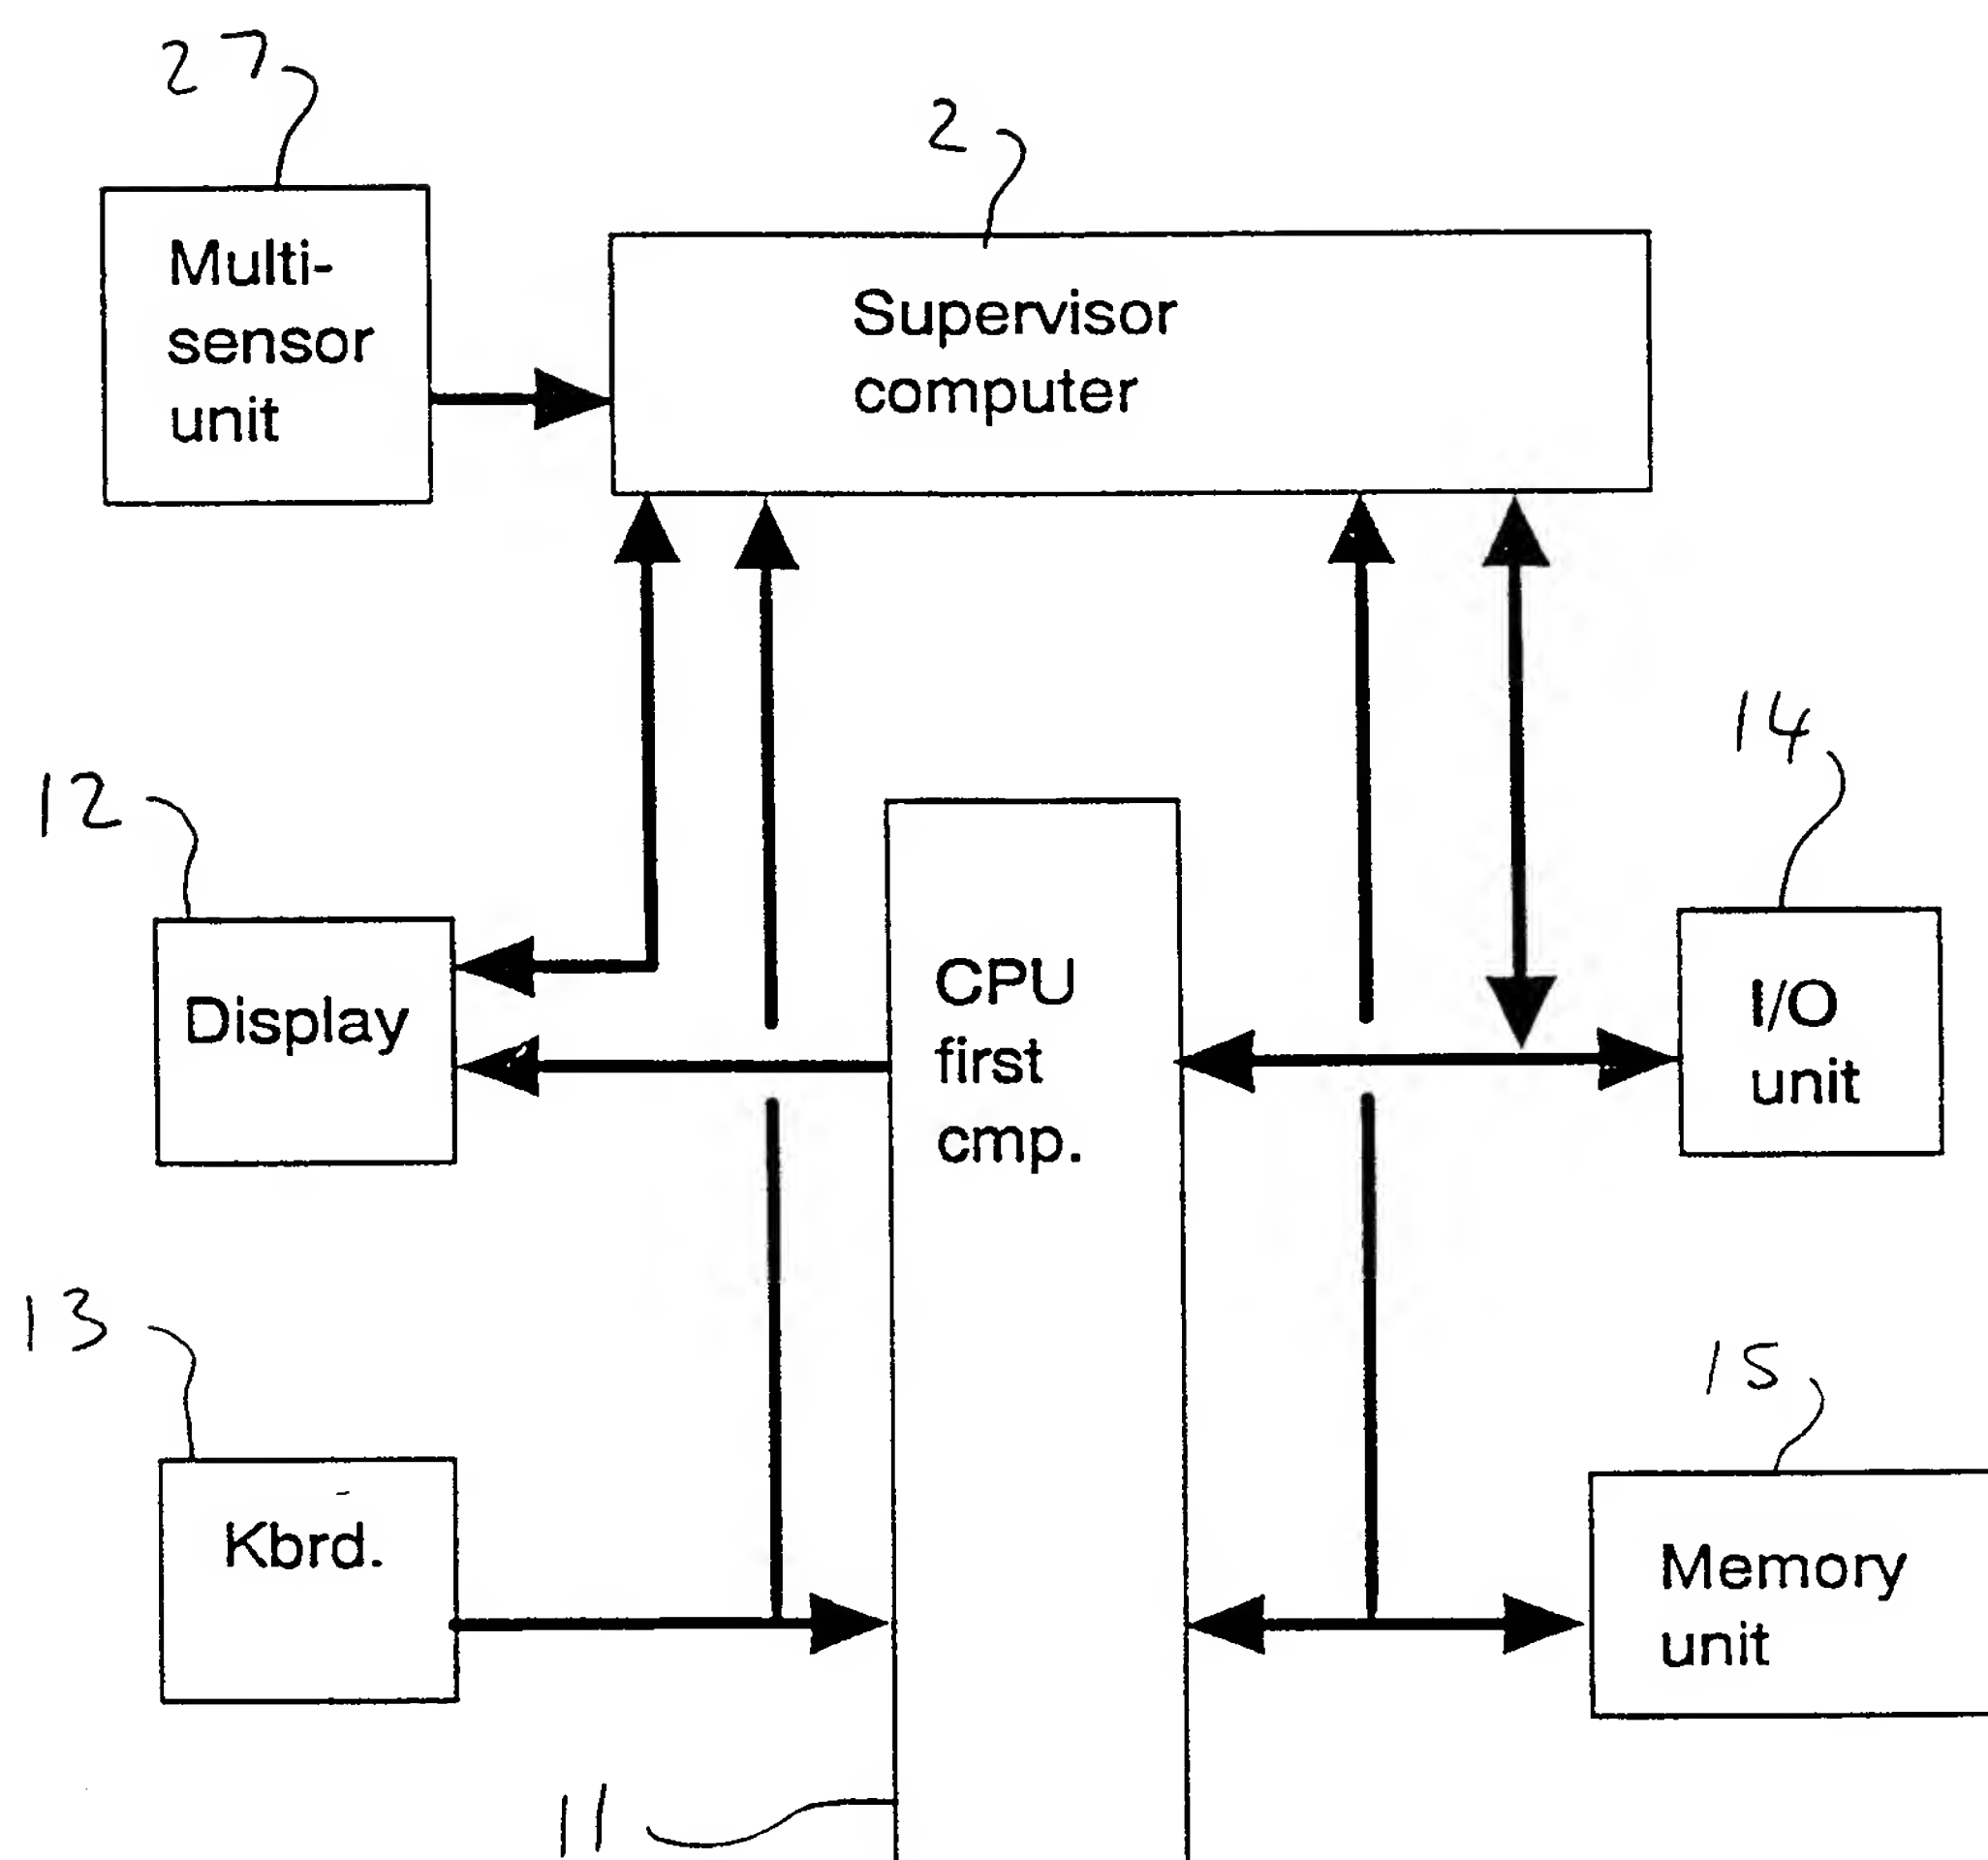 27
2
Multi-
sensor
unit
Supervisor
computer
14
12
Display
CPU
first
cmp.
I/O
unit
13
15
Kbrd.
Memory
unit
11